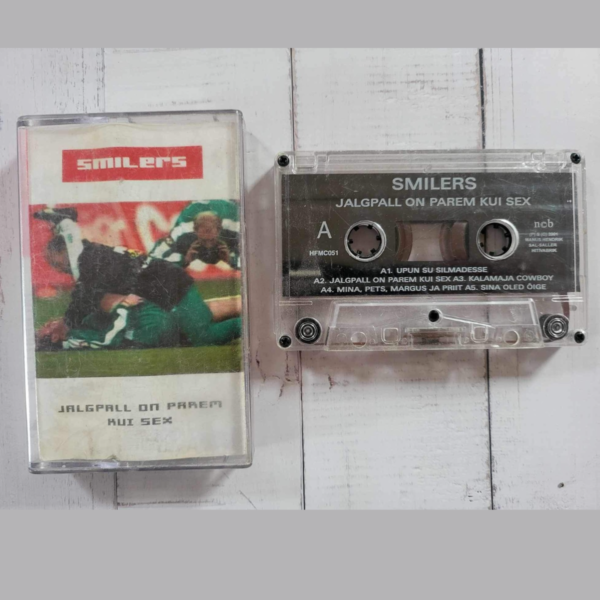 SMILERS
JALGPALL ON PAREM
KUI SEX
SMILERS
JALGPALL ON PAREM KUI SEX
A
HFMC091
ncb
A1. UPUN SU SILMADESSE
A2. JALGPALL ON PAREM KUI SEX A3. KALAMAJA COWBOY
A4. MINA, PETS, MARGUS JA PRIIT A5. SINA OLED ÕIGE